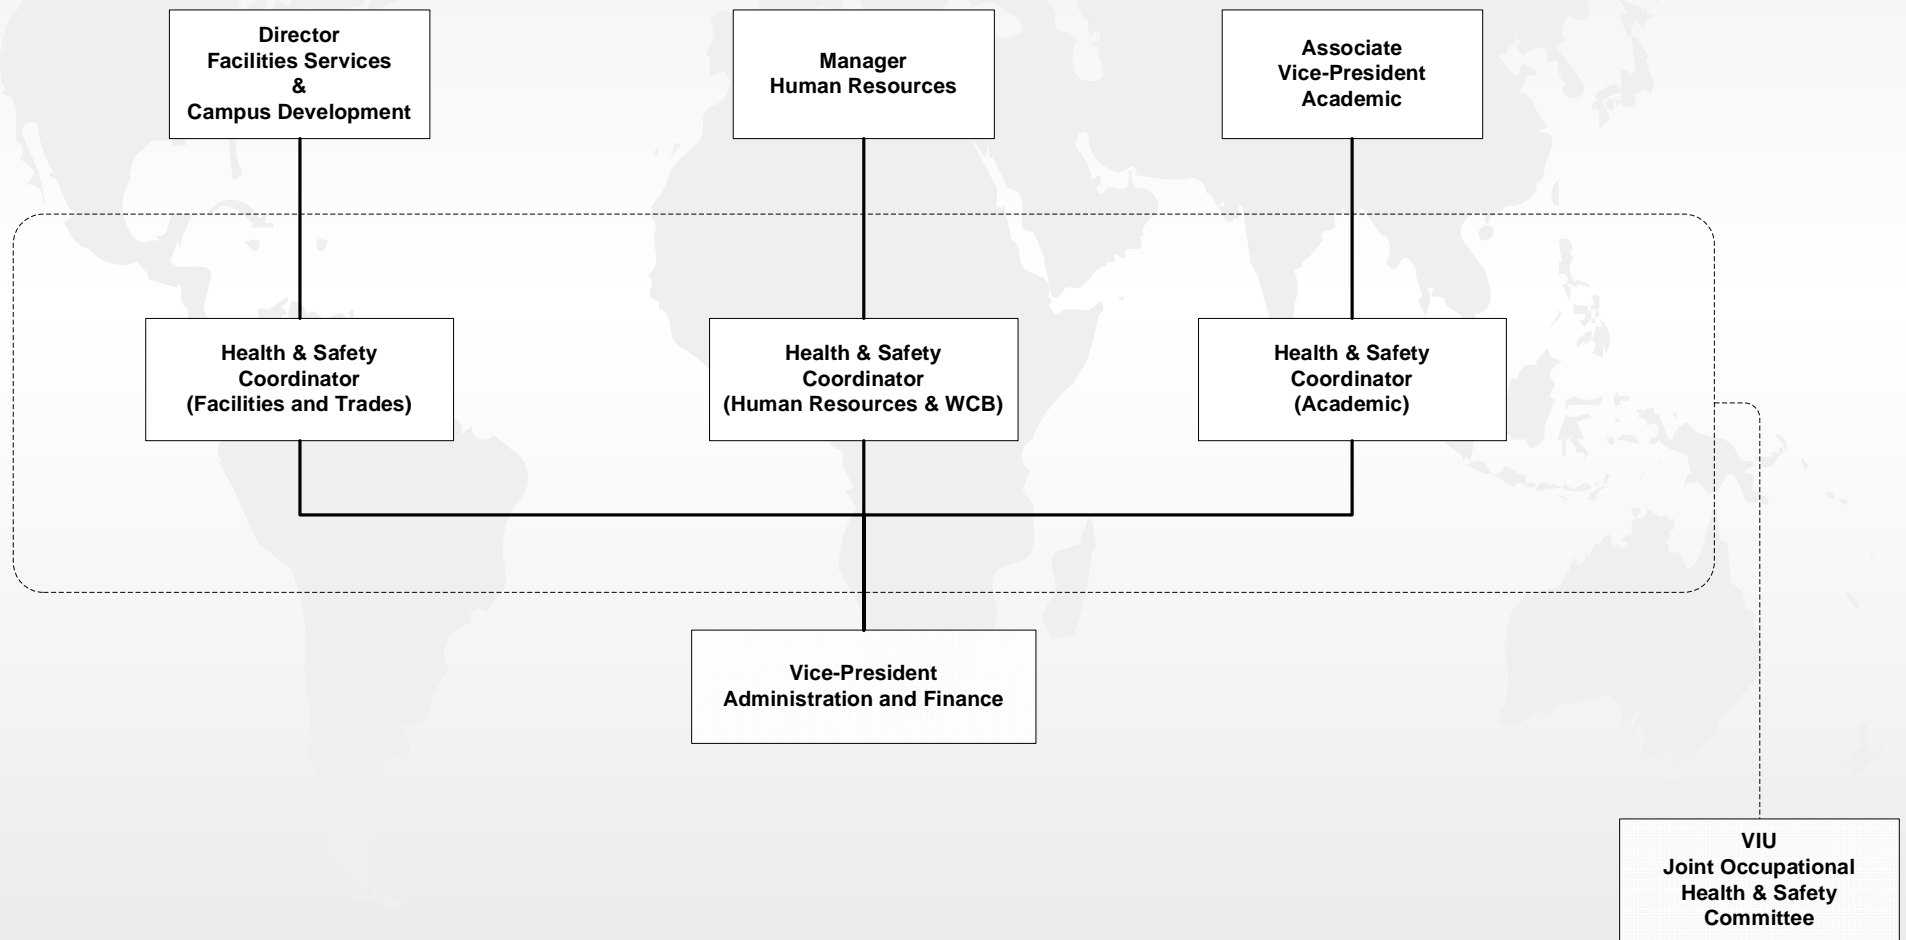 Director
Facilities Services
&
Campus Development
Manager
Human Resources
Associate
Vice-President
Academic
Health & Safety
Coordinator
(Facilities and Trades)
Health & Safety
Coordinator
(Human Resources & WCB)
Health & Safety
Coordinator
(Academic)
Vice-President
Administration and Finance
VIU
Joint Occupational
Health & Safety
Committee